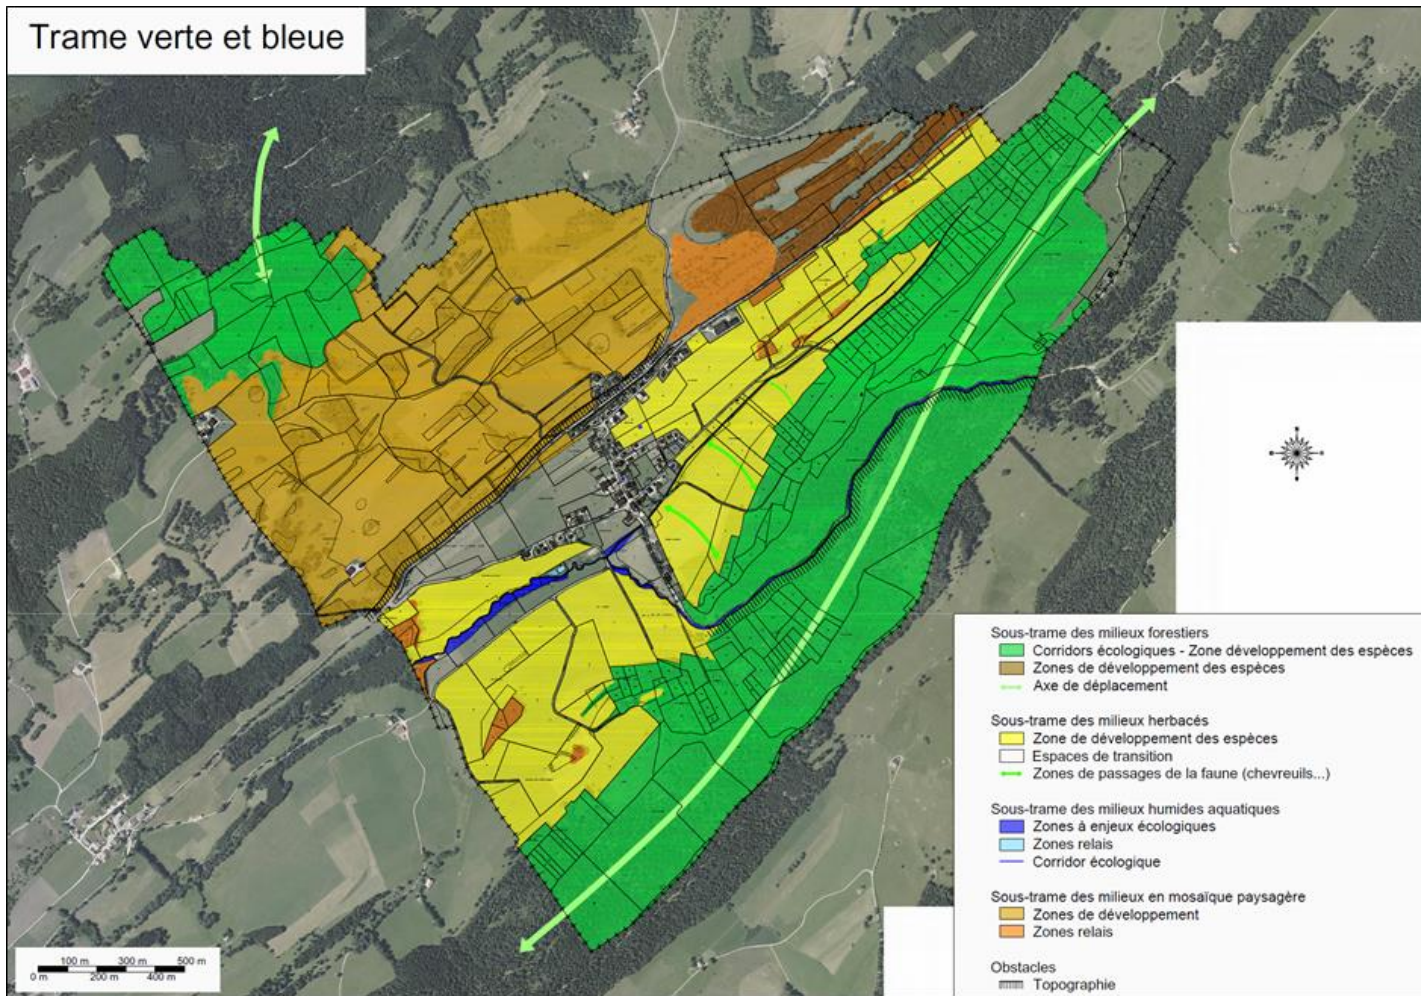 Trame verte et bleue
Sous-trame des milieux forestiers
Corridors écologiques - Zone développement des espèces
Zones de développement des espèces
Axe de déplacement
Sous-trame des milieux herbacés
Zone de développement des espèces
Espaces de transition
Zones de passages de la faune (chevreuils...)
Sous-trame des milieux humides aquatiques
Zones à enjeux écologiques
Zones relais
Corridor écologique
Sous-trame des milieux en mosaïque paysagère
Zones de développement
Zones relais
Obstacles
Topographie
100 m 300 m 500 m
0 m 200 m 400 m